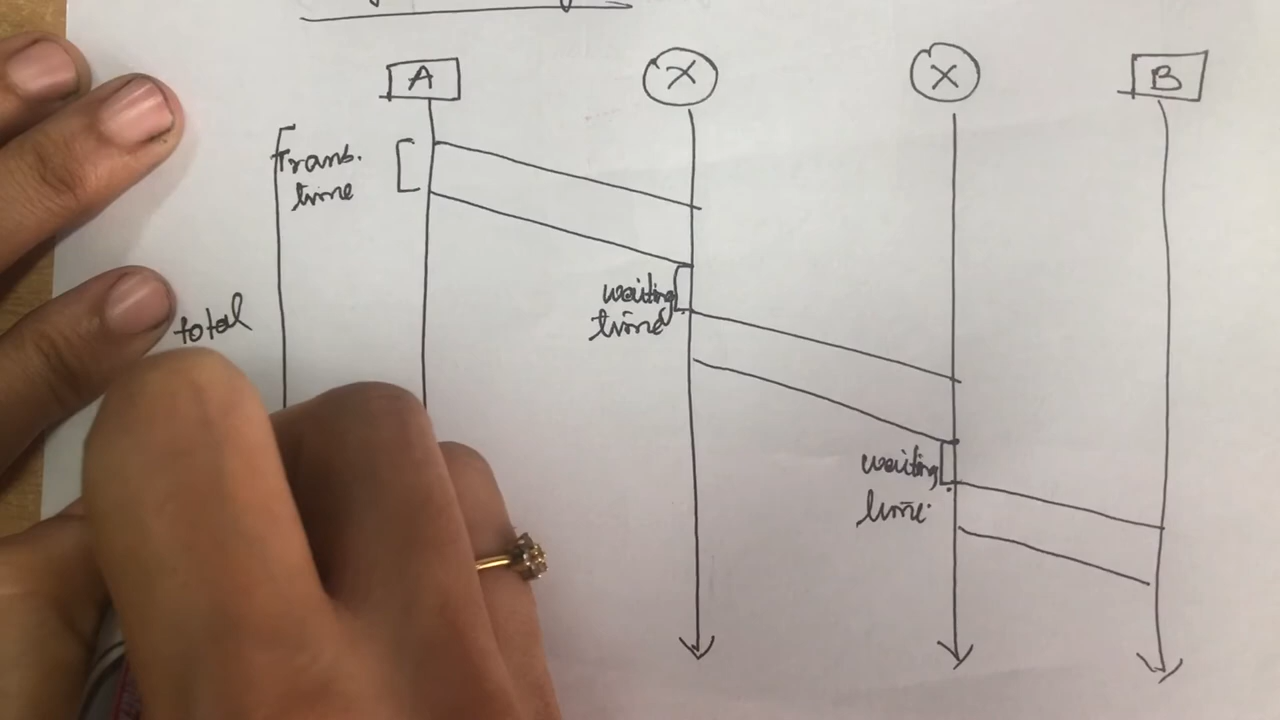 A
X
X
B
Trans.
time
total
waiting
time
waiting
time.